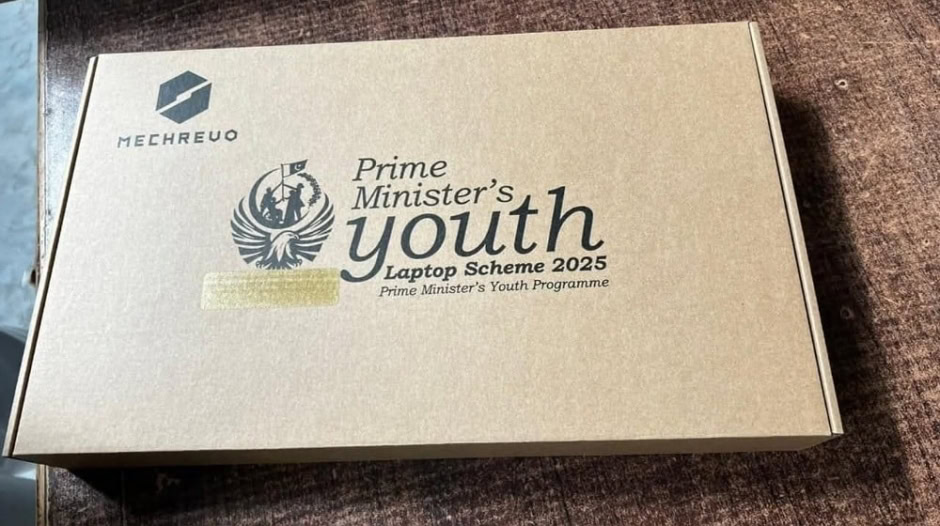 MECHREVO
Prime
Minister's
youth
Laptop Scheme 2025
Prime Minister's Youth Programme